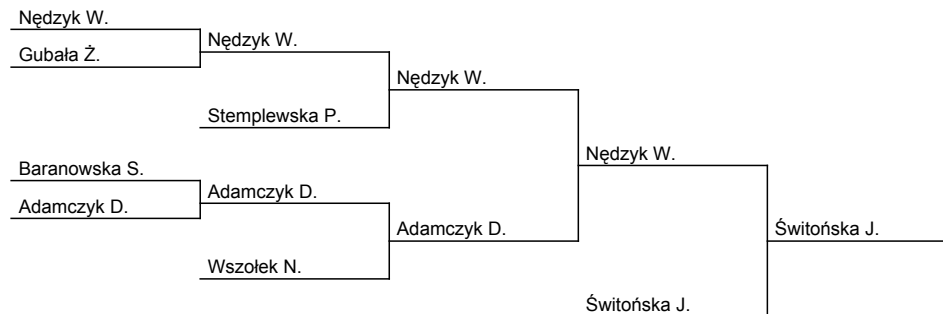 Nędzyk W.
Gubała Ż.
Nędzyk W.
Stemplewska P.
Nędzyk W.
Baranowska S.
Adamczyk D.
Adamczyk D.
Wszołek N.
Adamczyk D.
Nędzyk W.
Świtońska J.
Świtońska J.